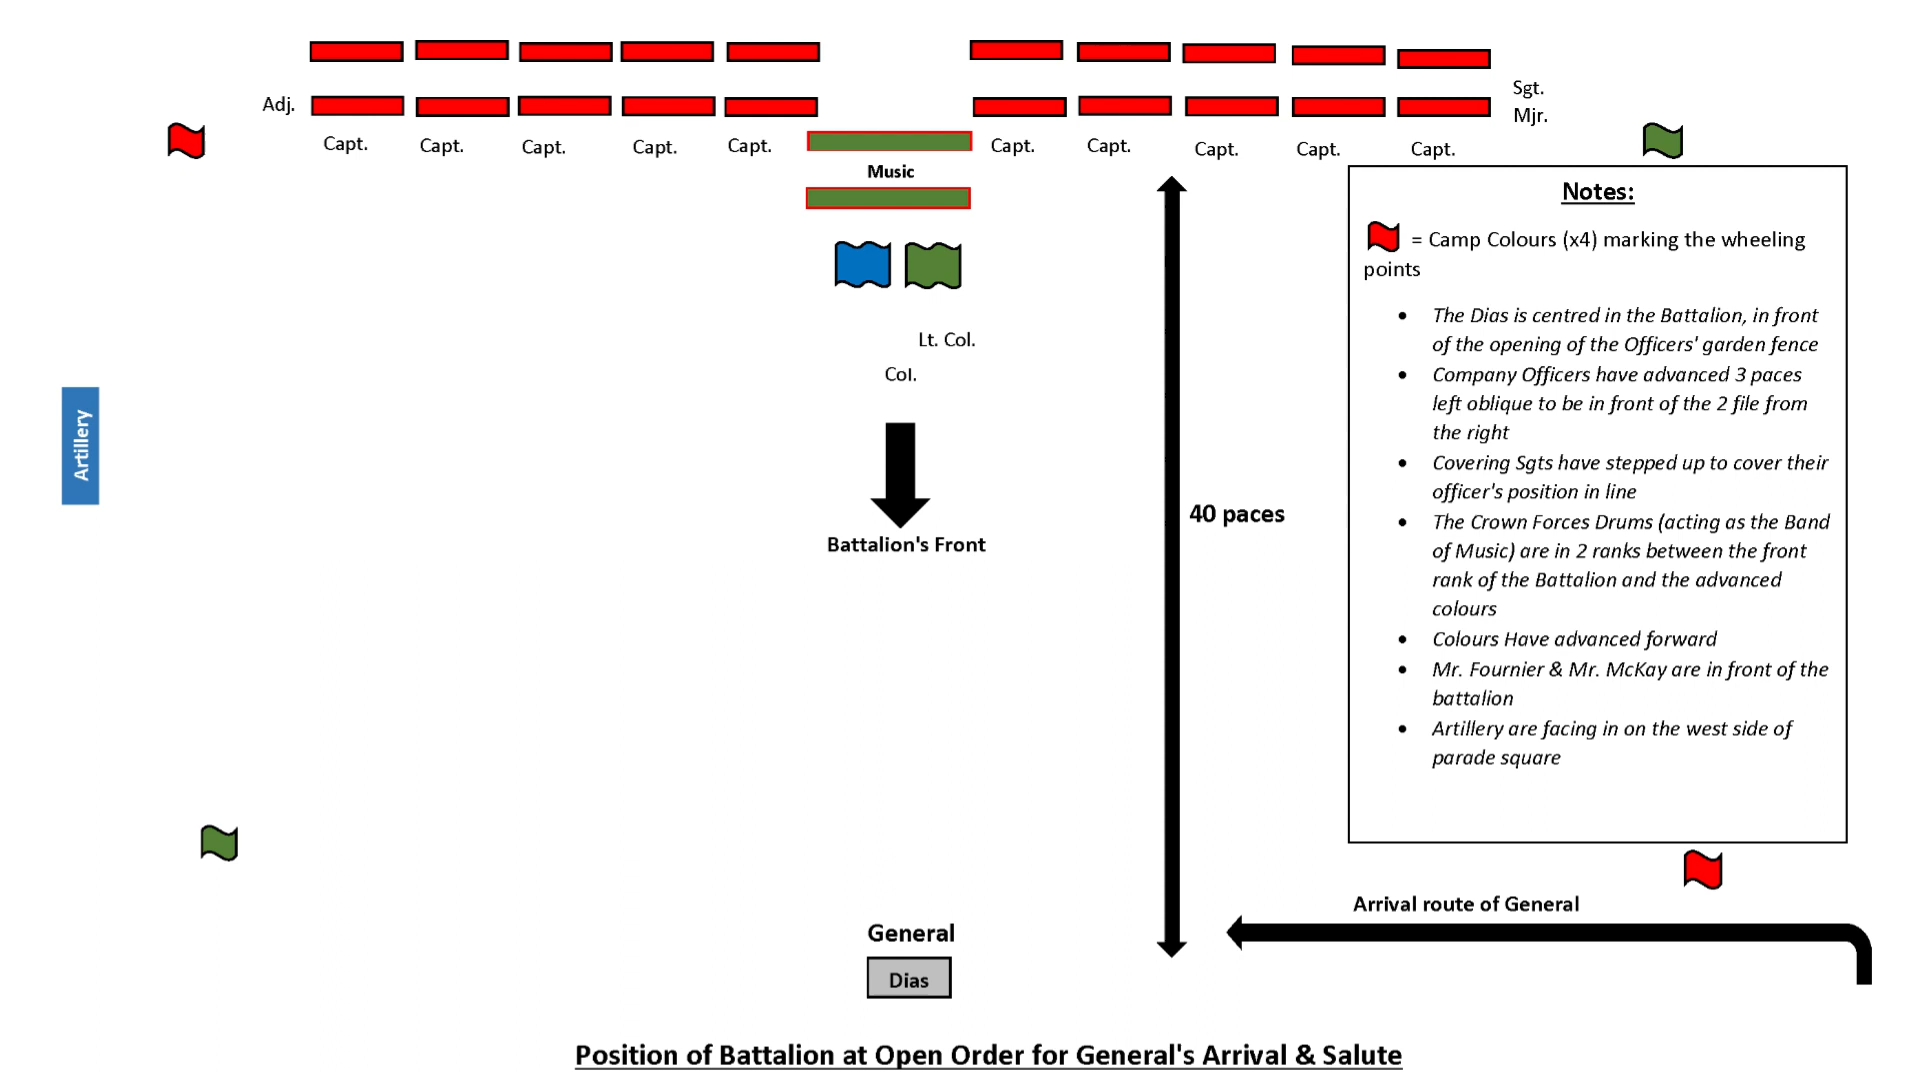 Adj.
Sgt.
Mjr.
Capt.
Capt.
Capt.
Capt.
Capt.
Capt.
Capt.
Capt.
Capt.
Capt.
Music
Lt. Col.
Col.
Artillery
Battalion's Front
40 paces
Notes:
= Camp Colours (x4) marking the wheeling
points
• The Dias is centred in the Battalion, in front
of the opening of the Officers' garden fence
• Company Officers have advanced 3 paces
left oblique to be in front of the 2 file from
the right
• Covering Sgts have stepped up to cover their
officer's position in line
• The Crown Forces Drums (acting as the Band
of Music) are in 2 ranks between the front
rank of the Battalion and the advanced
colours
• Colours Have advanced forward
• Mr. Fournier & Mr. McKay are in front of the
battalion
• Artillery are facing in on the west side of
parade square
Arrival route of General
General
Dias
Position of Battalion at Open Order for General's Arrival & Salute